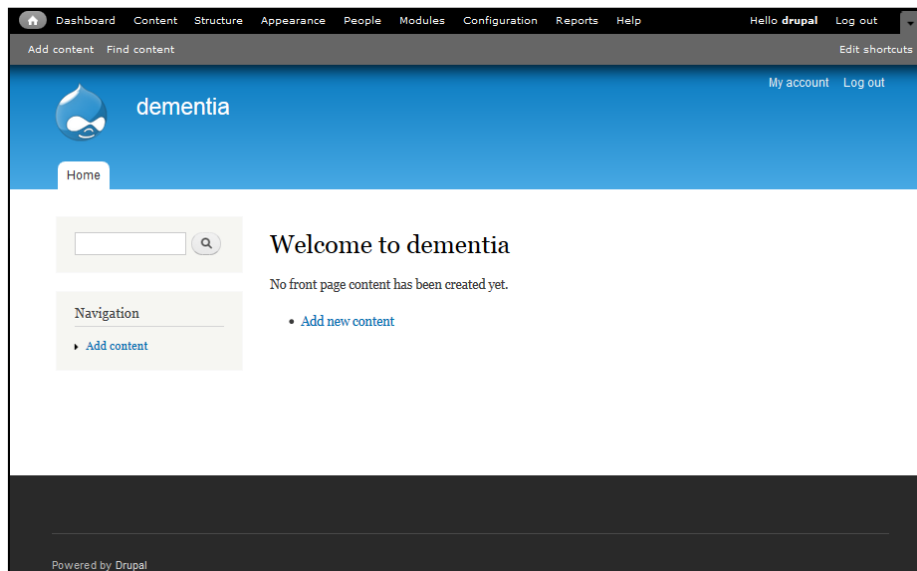 Dashboard Content Structure Appearance People Modules Configuration Reports Help Hello drupal Log out
Add content Find content Edit shortcuts
My account Log out
dementia
Home
Welcome to dementia
No front page content has been created yet.
Navigation
Add new content
Add content
Powered by Drupal